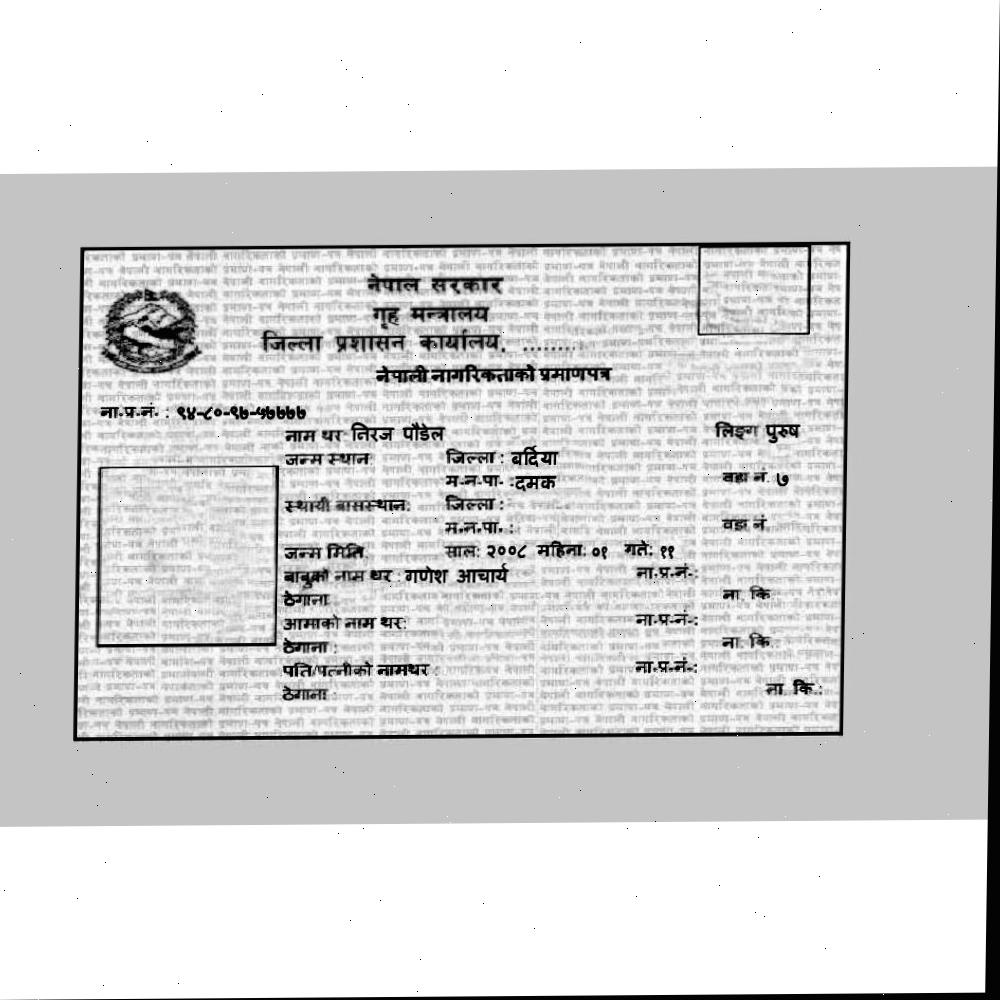 नेपाल सरकार
गृह मन्त्रालय
जिल्ला प्रशासन कार्यालय, .........
नेपाली नागरिकताको प्रमाणपत्र
ना.प्र.नं. : ९४-८०-९७-५७७७७
नाम थर तिरज पौडेल लिङ्ग पुरुष
जन्म स्थान: जिल्ला : बर्दिया
म.न.पा. :दमक वडा नं. ७
स्थायी बासस्थान: जिल्ला :
म.न.पा. : वडा नं
जन्म मिति: साल: २००८ महिना: ०१ गते: ११
बाबुको नाम थर : गणेश आचार्य ना.प्र.नं.:
ठेगाना : ना. कि.:
आमाको नाम थर: ना.प्र.नं.:
ठेगाना : ना. कि.:
पति/पत्नीको नामथर : ना.प्र.नं.:
ठेगाना : ना. कि.: